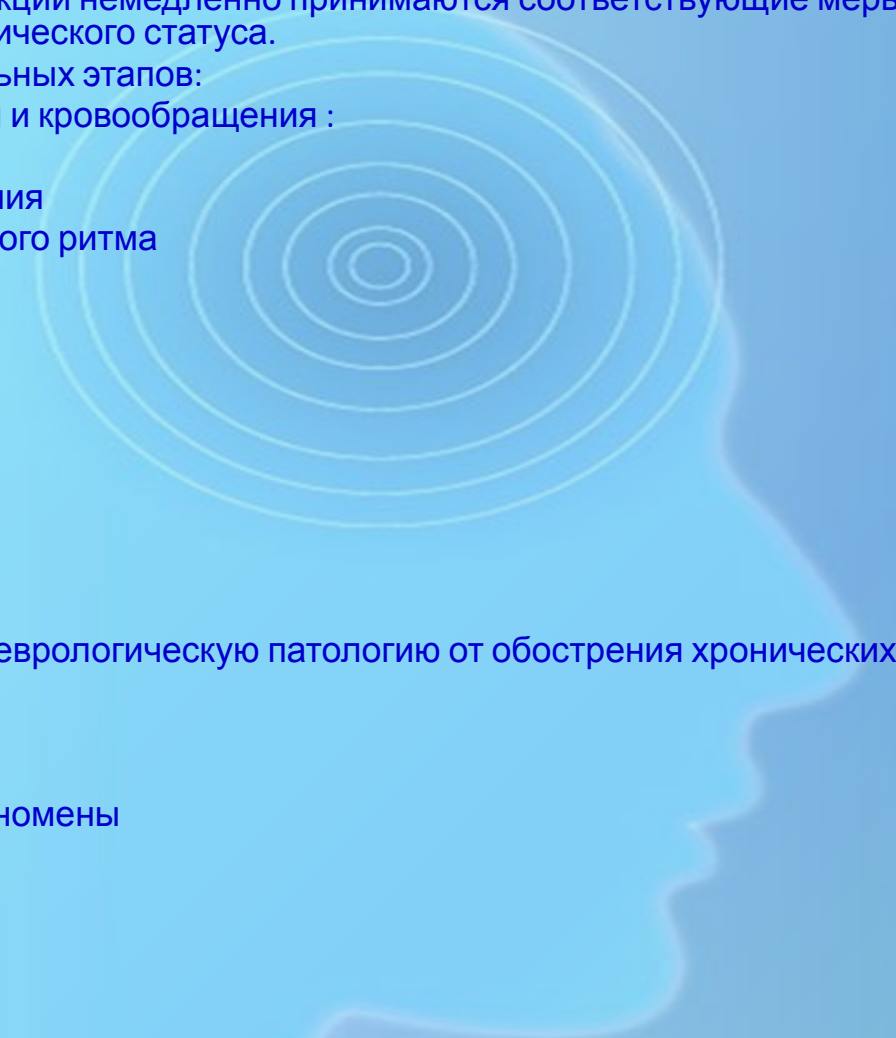 кции немедленно принимаются соответствующие меры
ического статуса.
ьных этапов:
и кровообращения :
ния
ого ритма
еврологическую патологию от обострения хронических
номены